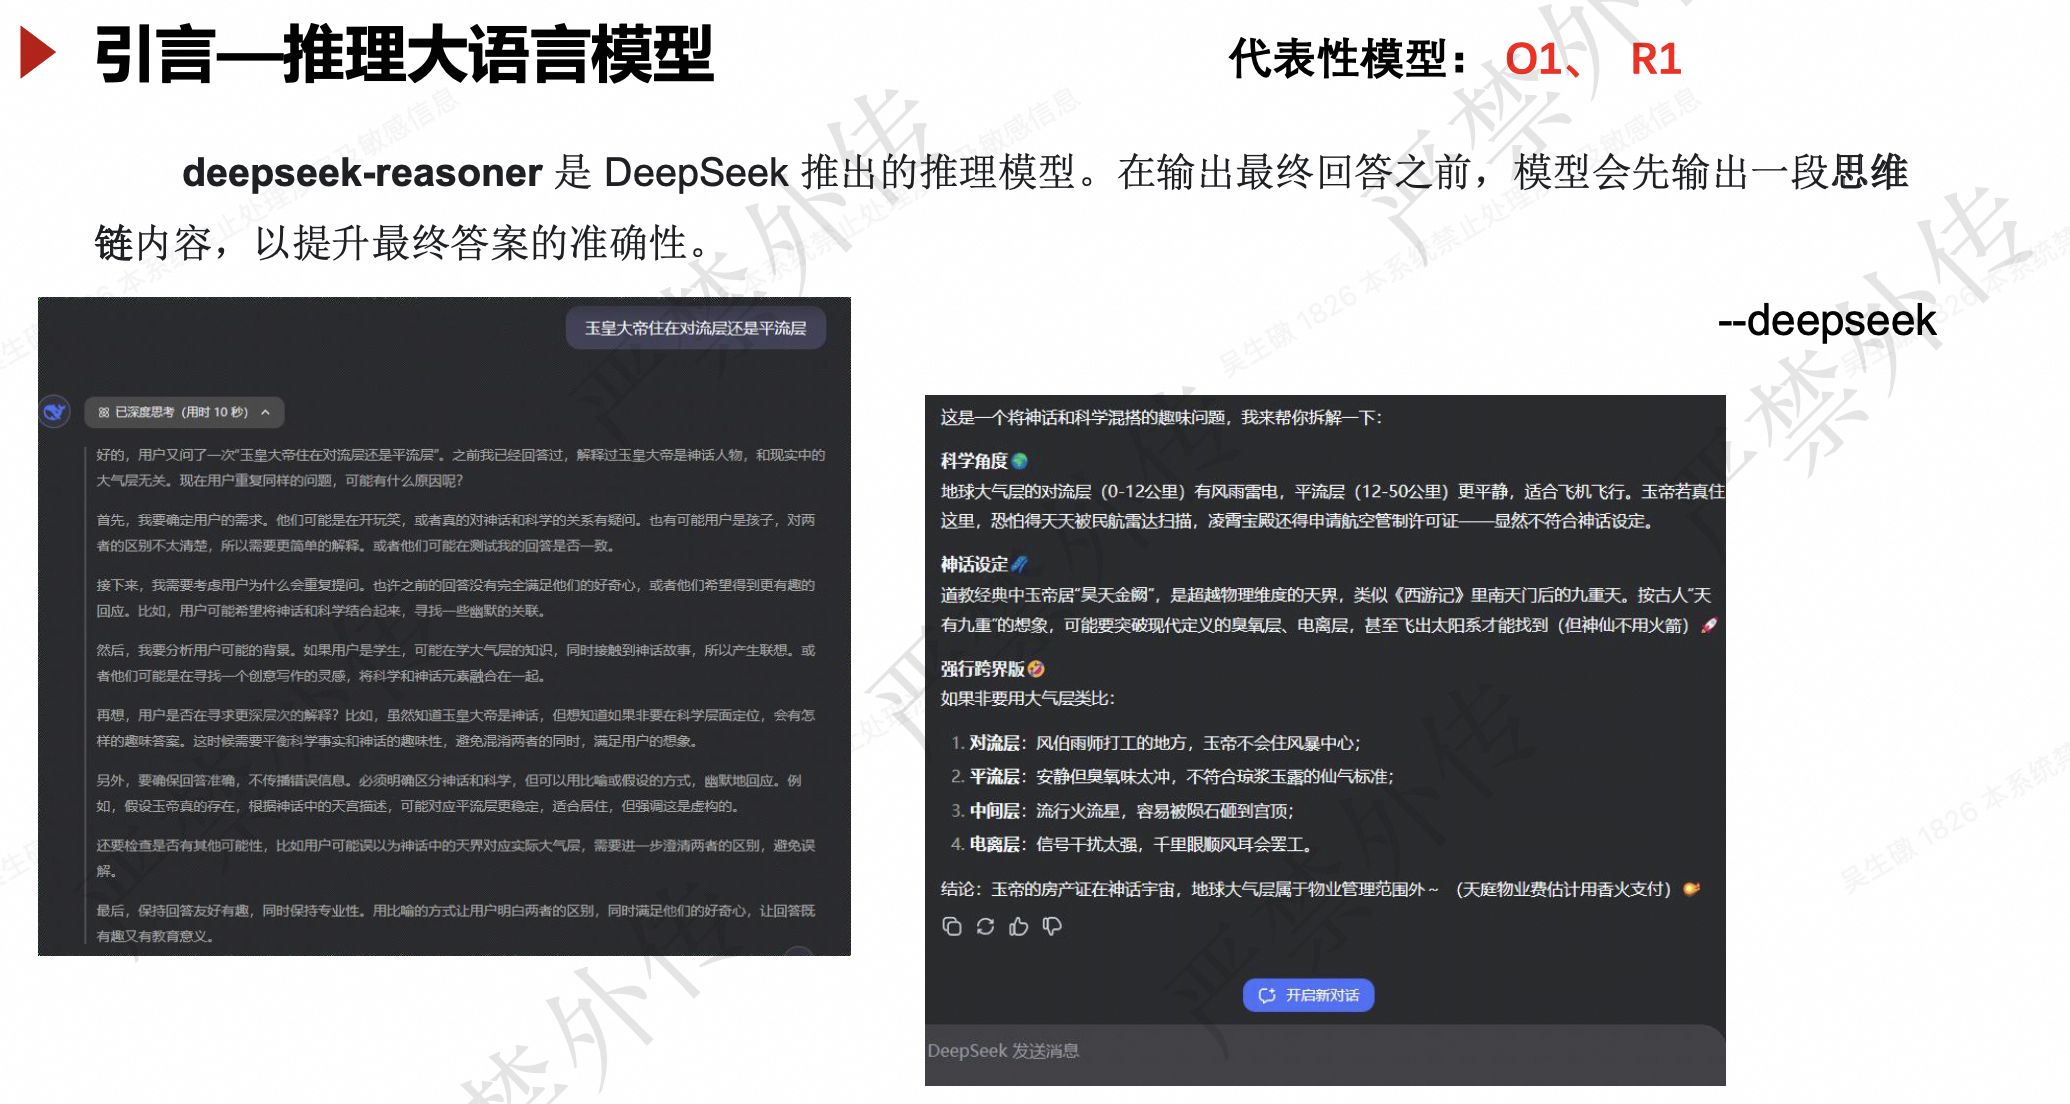 引言—推理大语言模型
代表性模型： O1、 R1
deepseek-reasoner 是 DeepSeek 推出的推理模型。在输出最终回答之前，模型会先输出一段思维
链内容，以提升最终答案的准确性。
--deepseek
玉皇大帝住在对流层还是平流层
已深度思考（用时 10 秒）
好的，用户又问了一次“玉皇大帝住在对流层还是平流层”。之前我已经回答过，解释过玉皇大帝是神话人物，和现实中的
大气层无关。现在用户重复同样的问题，可能有什么原因呢？
首先，我要确定用户的需求。他们可能是在开玩笑，或者真的对神话和科学的关系有疑问。也有可能用户是孩子，对两
者的区别不太清楚，所以需要更简单的解释。或者他们可能在测试我的回答是否一致。
接下来，我需要考虑用户为什么会重复提问。也许之前的回答没有完全满足他们的好奇心，或者他们希望得到更有趣的
回应。比如，用户可能希望将神话和科学结合起来，寻找一些幽默的关联。
然后，我要分析用户可能的背景。如果用户是学生，可能在学大气层的知识，同时接触到神话故事，所以产生联想。或
者他们可能是在寻找一个创意写作的灵感，将科学和神话元素融合在一起。
再想，用户是否在寻求更深层次的解释？比如，虽然知道玉皇大帝是神话，但想知道如果非要在科学层面定位，会有怎
样的趣味答案。这时候需要平衡科学事实和神话的趣味性，避免混淆两者的同时，满足用户的想象。
另外，要确保回答准确，不传播错误信息。必须明确区分神话和科学，但可以用比喻或假设的方式，幽默地回应。例
如，假设玉帝真的存在，根据神话中的天宫描述，可能对应平流层更稳定，适合居住，但强调这是虚构的。
还要检查是否有其他可能性，比如用户可能误以为神话中的天界对应实际大气层，需要进一步澄清两者的区别，避免误
解。
最后，保持回答友好有趣，同时保持专业性。用比喻的方式让用户明白两者的区别，同时满足他们的好奇心，让回答既
有趣又有教育意义。
这是一个将神话和科学混搭的趣味问题，我来帮你拆解一下：
科学角度🌍
地球大气层的对流层（0-12公里）有风雨雷电，平流层（12-50公里）更平静，适合飞机飞行。玉帝若真住
这里，恐怕得天天被民航雷达扫描，凌霄宝殿还得申请航空管制许可证——显然不符合神话设定。
神话设定🌌
道教经典中玉帝居“昊天金阙”，是超越物理维度的天界，类似《西游记》里南天门后的九重天。按古人“天
有九重”的想象，可能要突破现代定义的臭氧层、电离层，甚至飞出太阳系才能找到（但神仙不用火箭）🚀
强行跨界版🤣
如果非要用大气层类比：
1. 对流层：风伯雨师打工的地方，玉帝不会住风暴中心；
2. 平流层：安静但臭氧味太冲，不符合琼浆玉露的仙气标准；
3. 中间层：流行火流星，容易被陨石砸到宫顶；
4. 电离层：信号干扰太强，千里眼顺风耳会罢工。
结论：玉帝的房产证在神话宇宙，地球大气层属于物业管理范围外～（天庭物业费估计用香火支付）
开启新对话
DeepSeek 发送消息
严禁外传
吴生礅 1826 本系统禁止处理涉及敏感信息